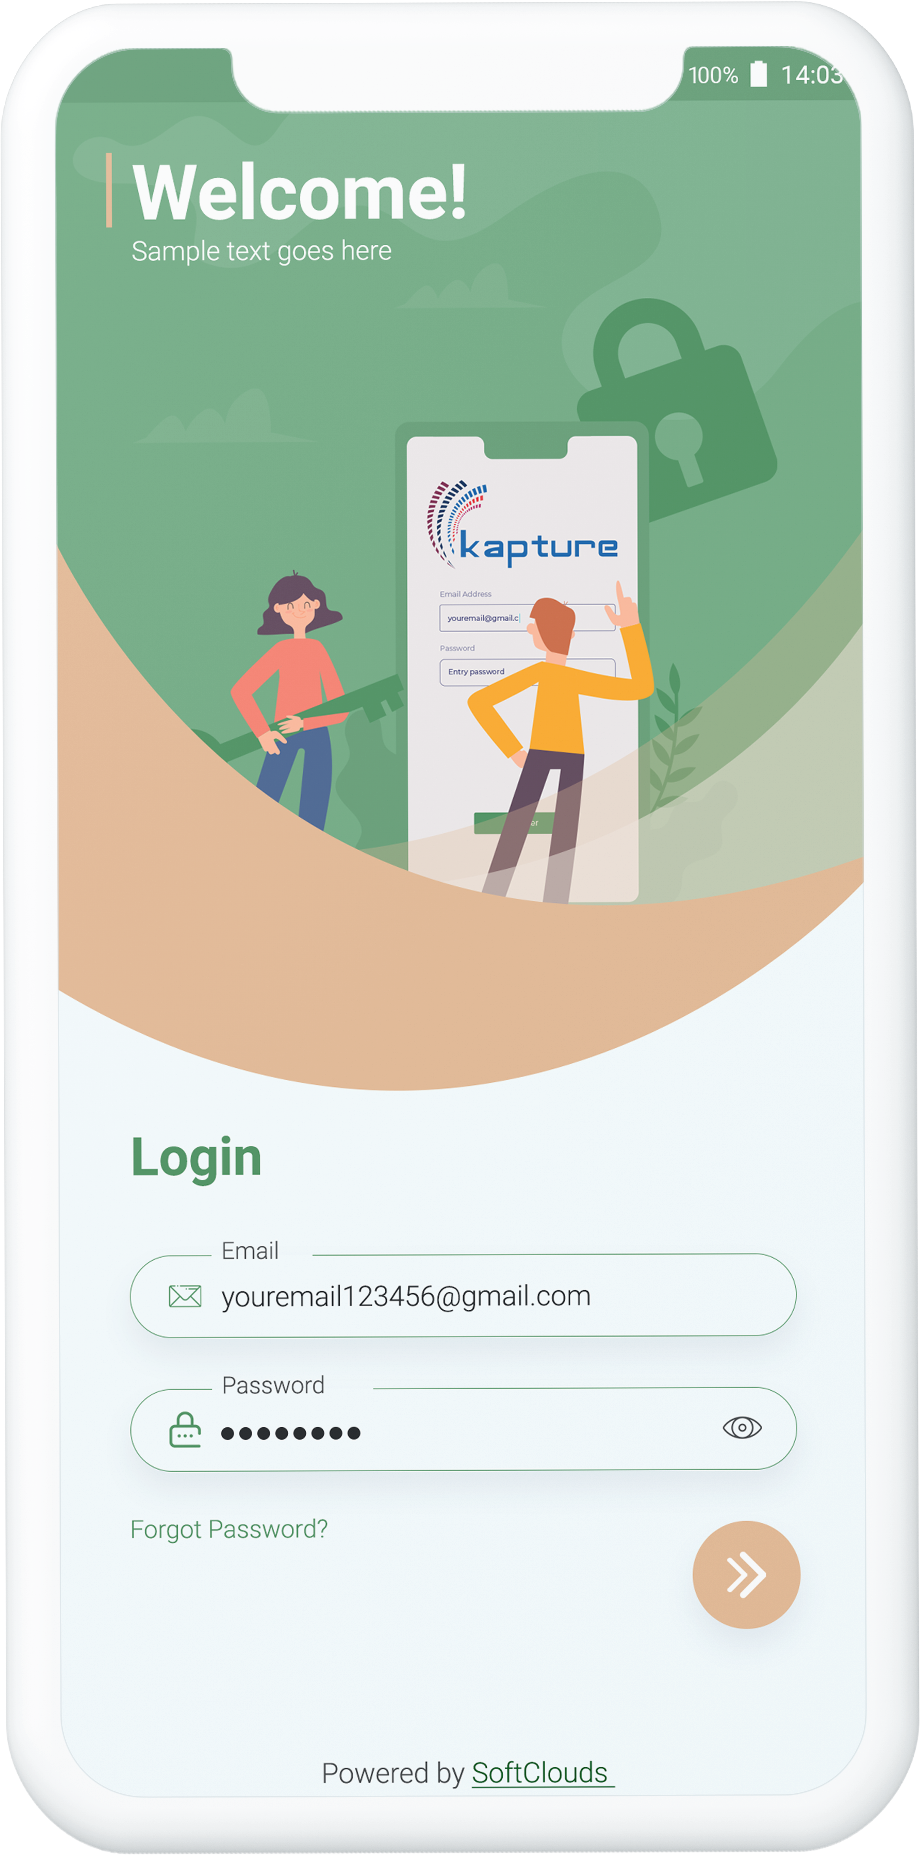 100% 14:03
Welcome!
Sample text goes here
kapture
Email Address
youremail@gmail.c
Password
Entry password
Login
Email
youremail123456@gmail.com
Password
Forgot Password?
Powered by SoftClouds